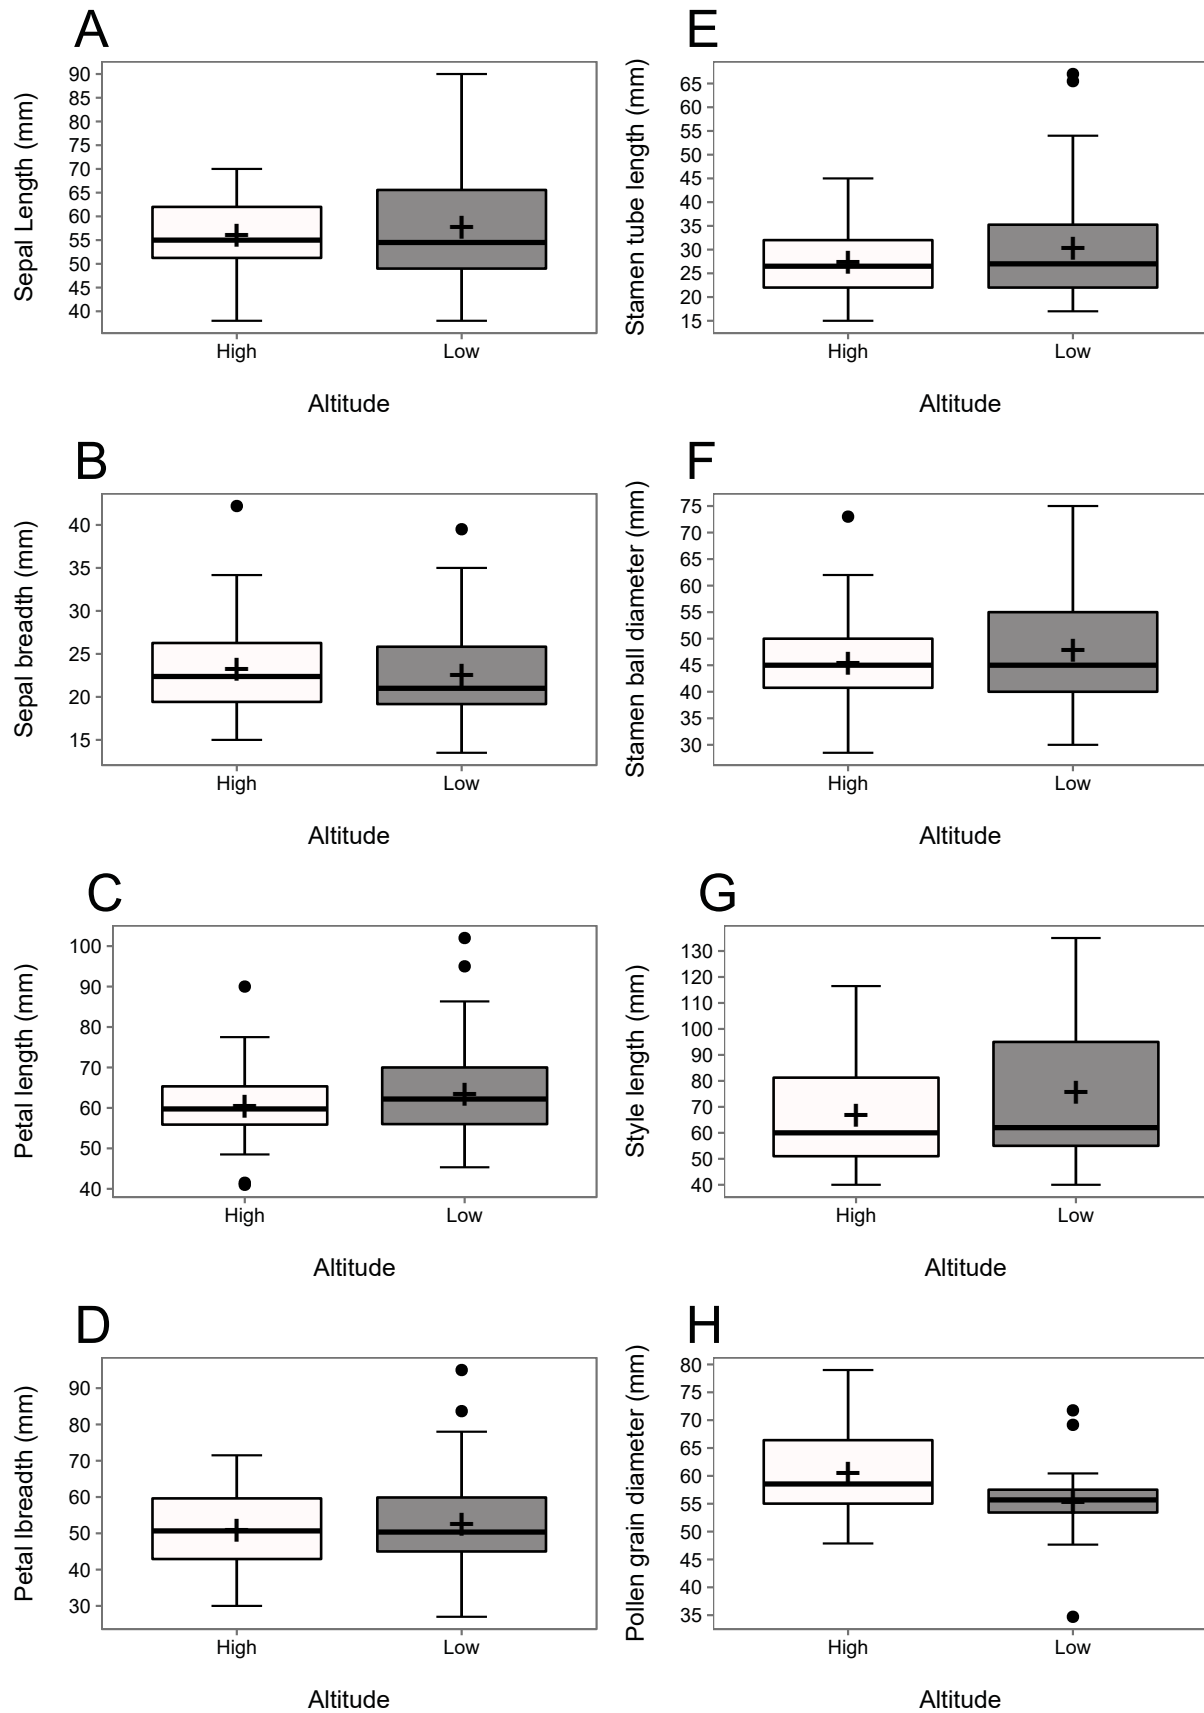 A
Sepal Length (mm)
90
85
80
75
70
65
60
55
50
45
40
High Low
Altitude
B
Sepal breadth (mm)
40
35
30
25
20
15
High Low
Altitude
C
Petal length (mm)
100
90
80
70
60
50
40
High Low
Altitude
D
Petal lbreadth (mm)
90
80
70
60
50
40
30
High Low
Altitude
E
Stamen tube length (mm)
65
60
55
50
45
40
35
30
25
20
15
High Low
Altitude
F
Stamen ball diameter (mm)
75
70
65
60
55
50
45
40
35
30
High Low
Altitude
G
Style length (mm)
130
120
110
100
90
80
70
60
50
40
High Low
Altitude
H
Pollen grain diameter (mm)
80
75
70
65
60
55
50
45
40
35
High Low
Altitude